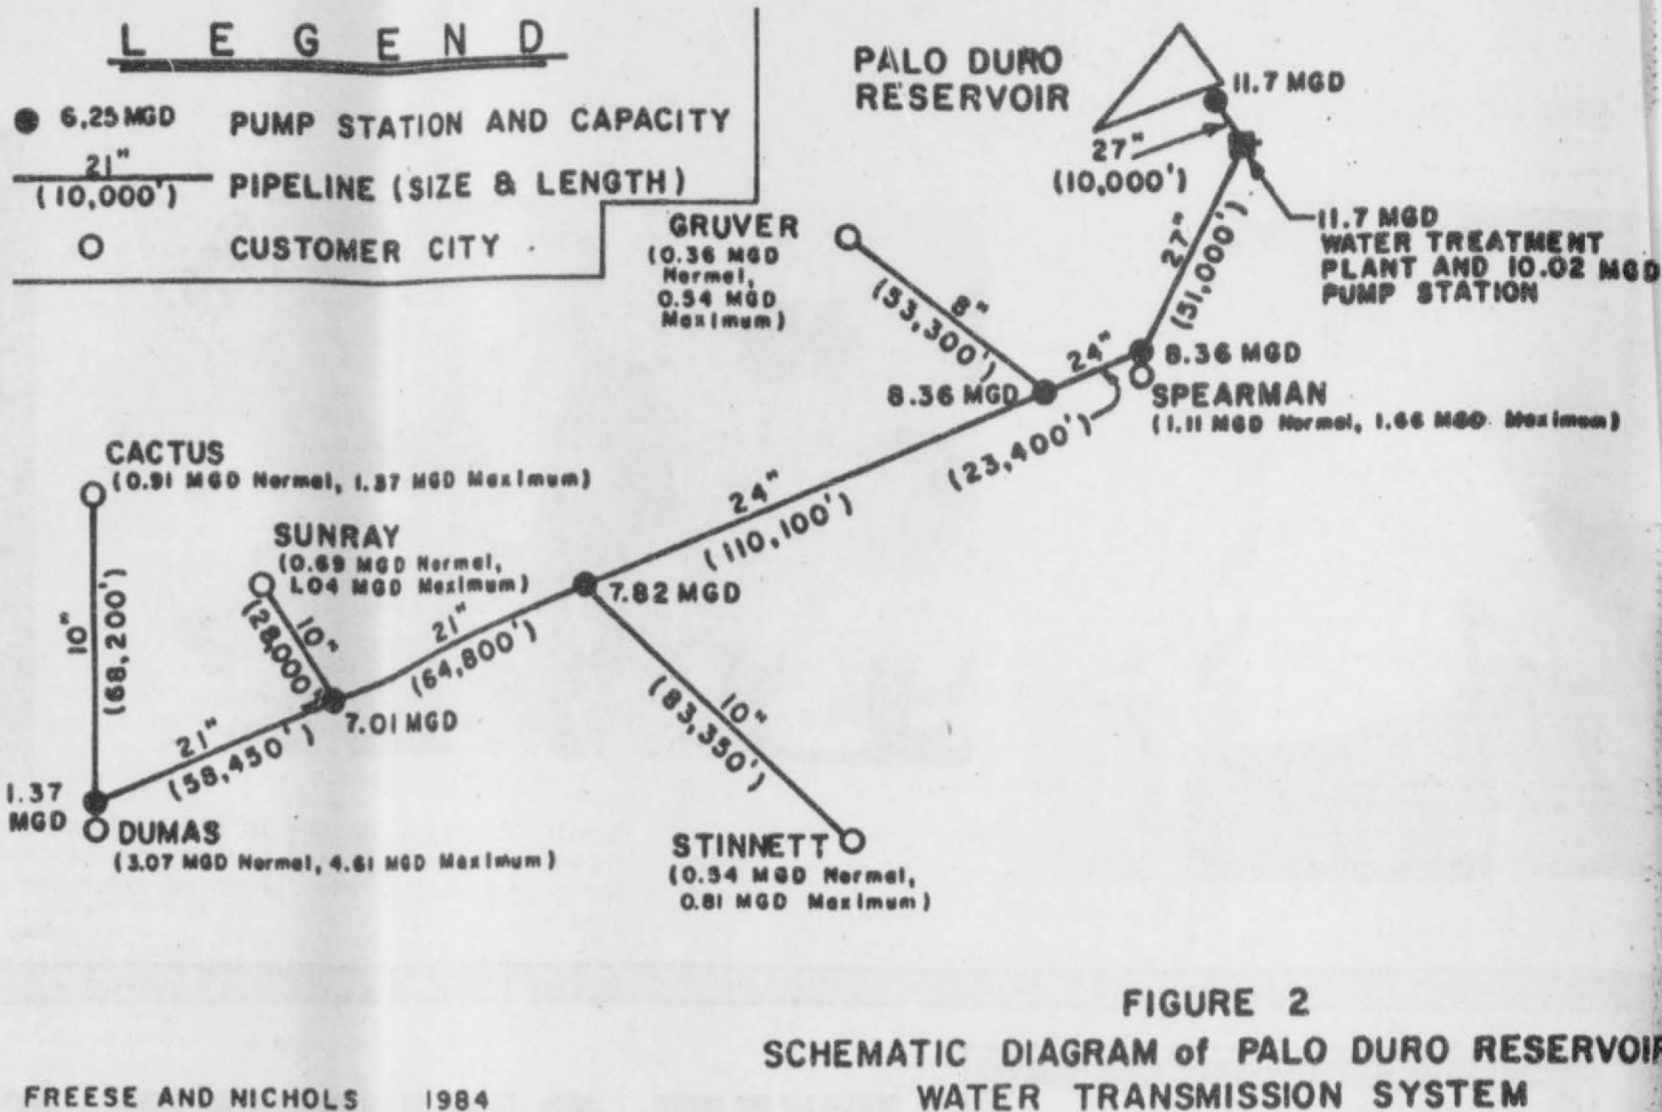 LEGEND
6.25 MGD PUMP STATION AND CAPACITY
21"
(10,000') PIPELINE (SIZE & LENGTH)
CUSTOMER CITY
PALO DURO
RESERVOIR
11.7 MGD
27"
(10,000')
11.7 MGD
WATER TREATMENT
PLANT AND 10.02 MGD
PUMP STATION
27"
(51,000')
GRUVER
(0.36 MGD
Normal,
0.54 MGD
Maximum)
8"
(53,300')
24"
8.36 MGD
8.36 MGD
SPEARMAN
(1.11 MGD Normal, 1.66 MGD Maximum)
(23,400')
24"
(110,100')
CACTUS
(0.91 MGD Normal, 1.37 MGD Maximum)
SUNRAY
(0.69 MGD Normal,
1.04 MGD Maximum)
10"
(68,200')
10"
(28,000')
21"
(64,800')
7.82 MGD
7.01 MGD
21"
(58,450')
10"
(83,350')
1.37
MGD
DUMAS
(3.07 MGD Normal, 4.61 MGD Maximum)
STINNETT
(0.54 MGD Normal,
0.81 MGD Maximum)
FIGURE 2
SCHEMATIC DIAGRAM of PALO DURO RESERVOIR
WATER TRANSMISSION SYSTEM
FREESE AND NICHOLS 1984